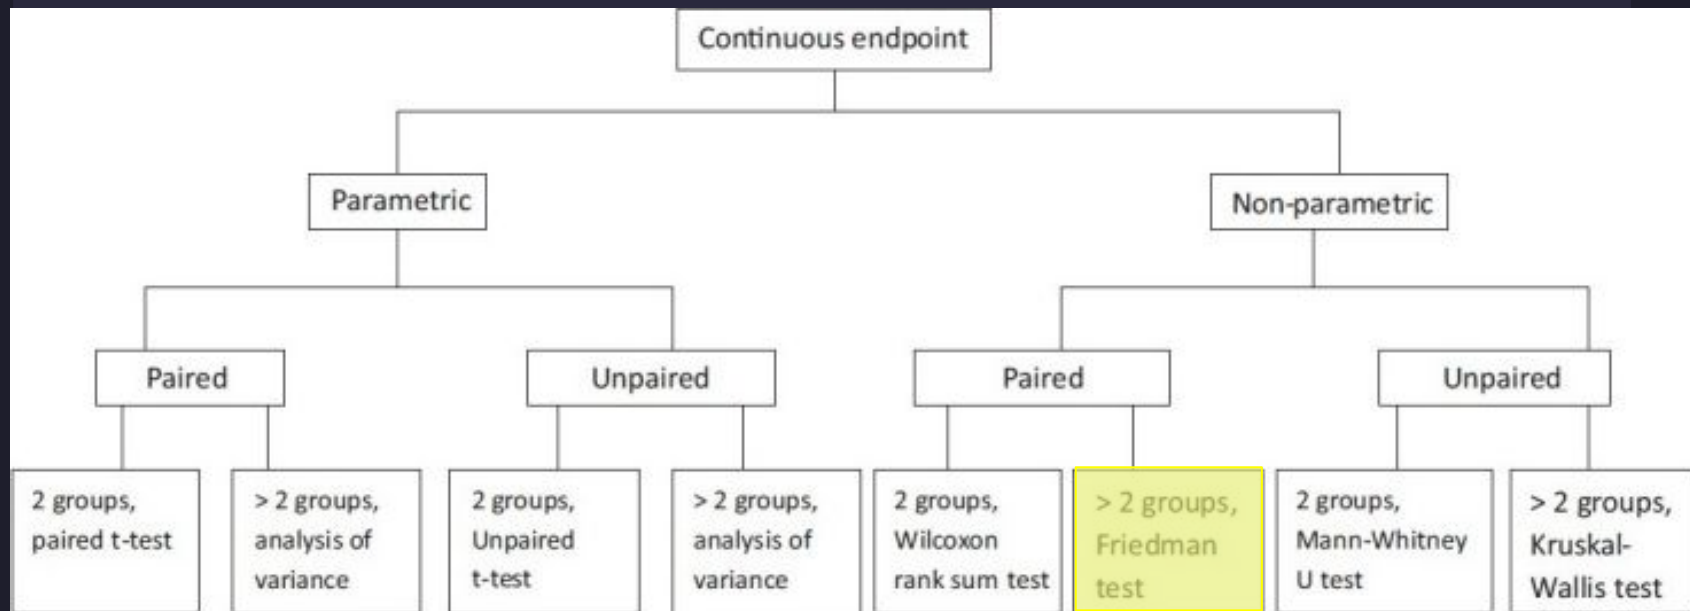 Continuous endpoint
Parametric
Non-parametric
Paired
Unpaired
Paired
Unpaired
2 groups,
paired t-test
> 2 groups,
analysis of
variance
2 groups,
Unpaired
t-test
> 2 groups,
analysis of
variance
2 groups,
Wilcoxon
rank sum test
> 2 groups,
Friedman
test
2 groups,
Mann-Whitney
U test
> 2 groups,
Kruskal-
Wallis test